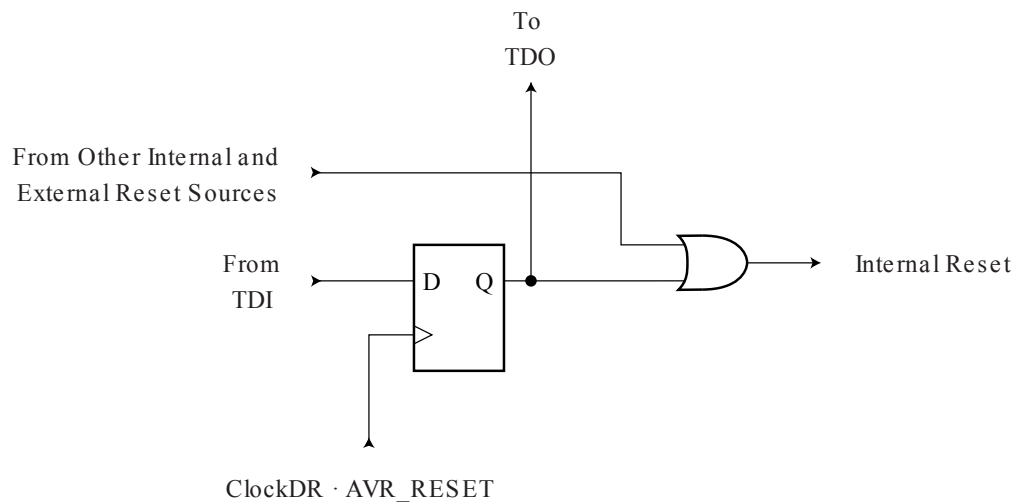 To
TDO
From Other Internal and
External Reset Sources
From
TDI
D
Q
Internal Reset
ClockDR · AVR_RESET